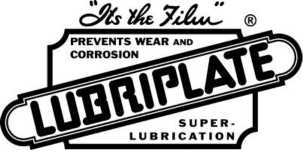 "It's the Film" ®
PREVENTS WEAR AND
CORROSION
LUBRIPLATE
SUPER-
LUBRICATION